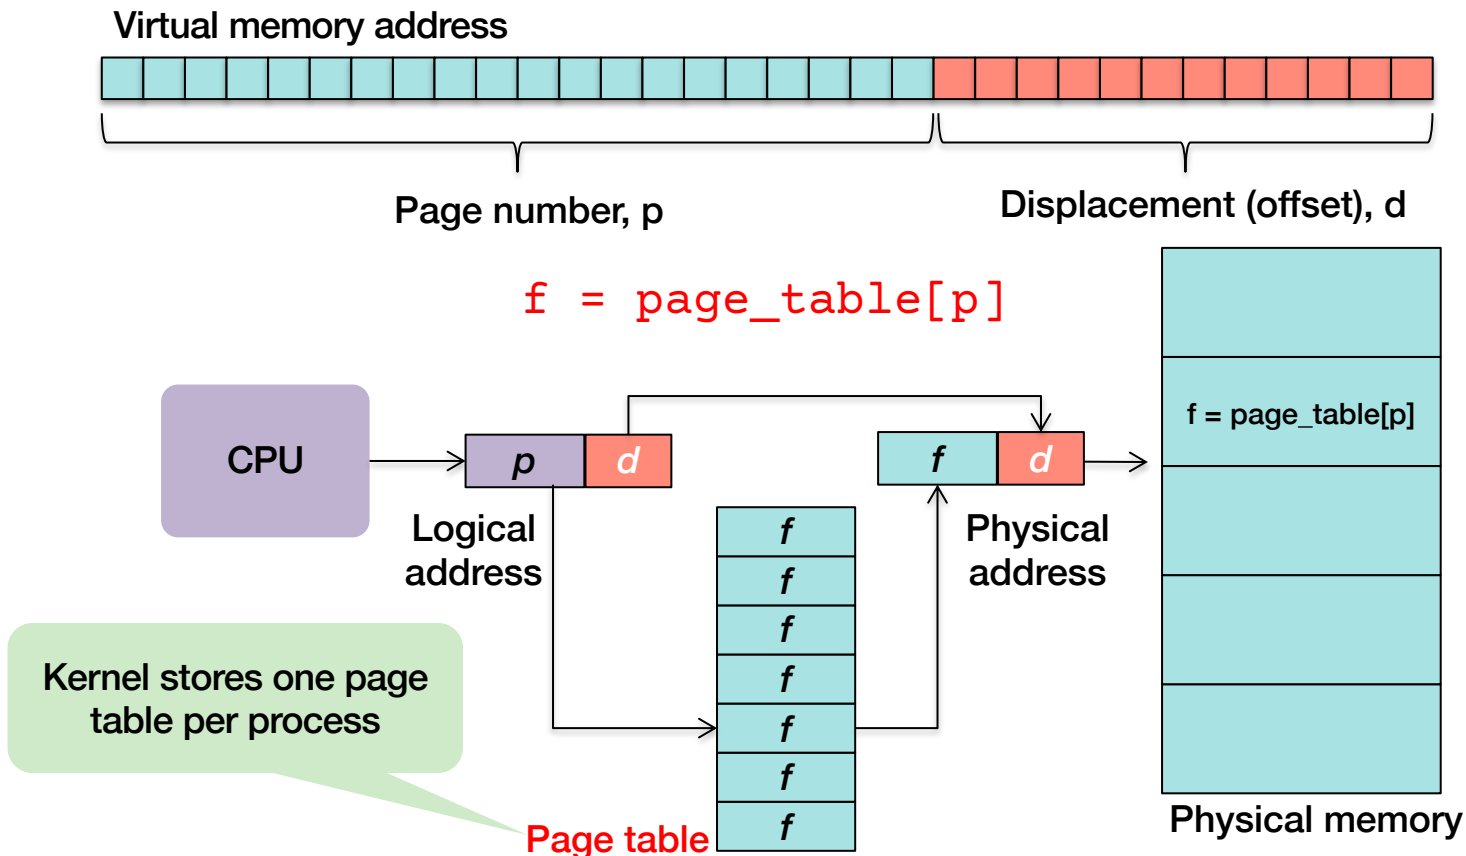 Virtual memory address
Page number, p
Displacement (offset), d
f = page_table[p]
CPU
p
d
Logical
address
f
d
Physical
address
f = page_table[p]
f
f
f
f
f
f
f
Kernel stores one page
table per process
Page table
Physical memory